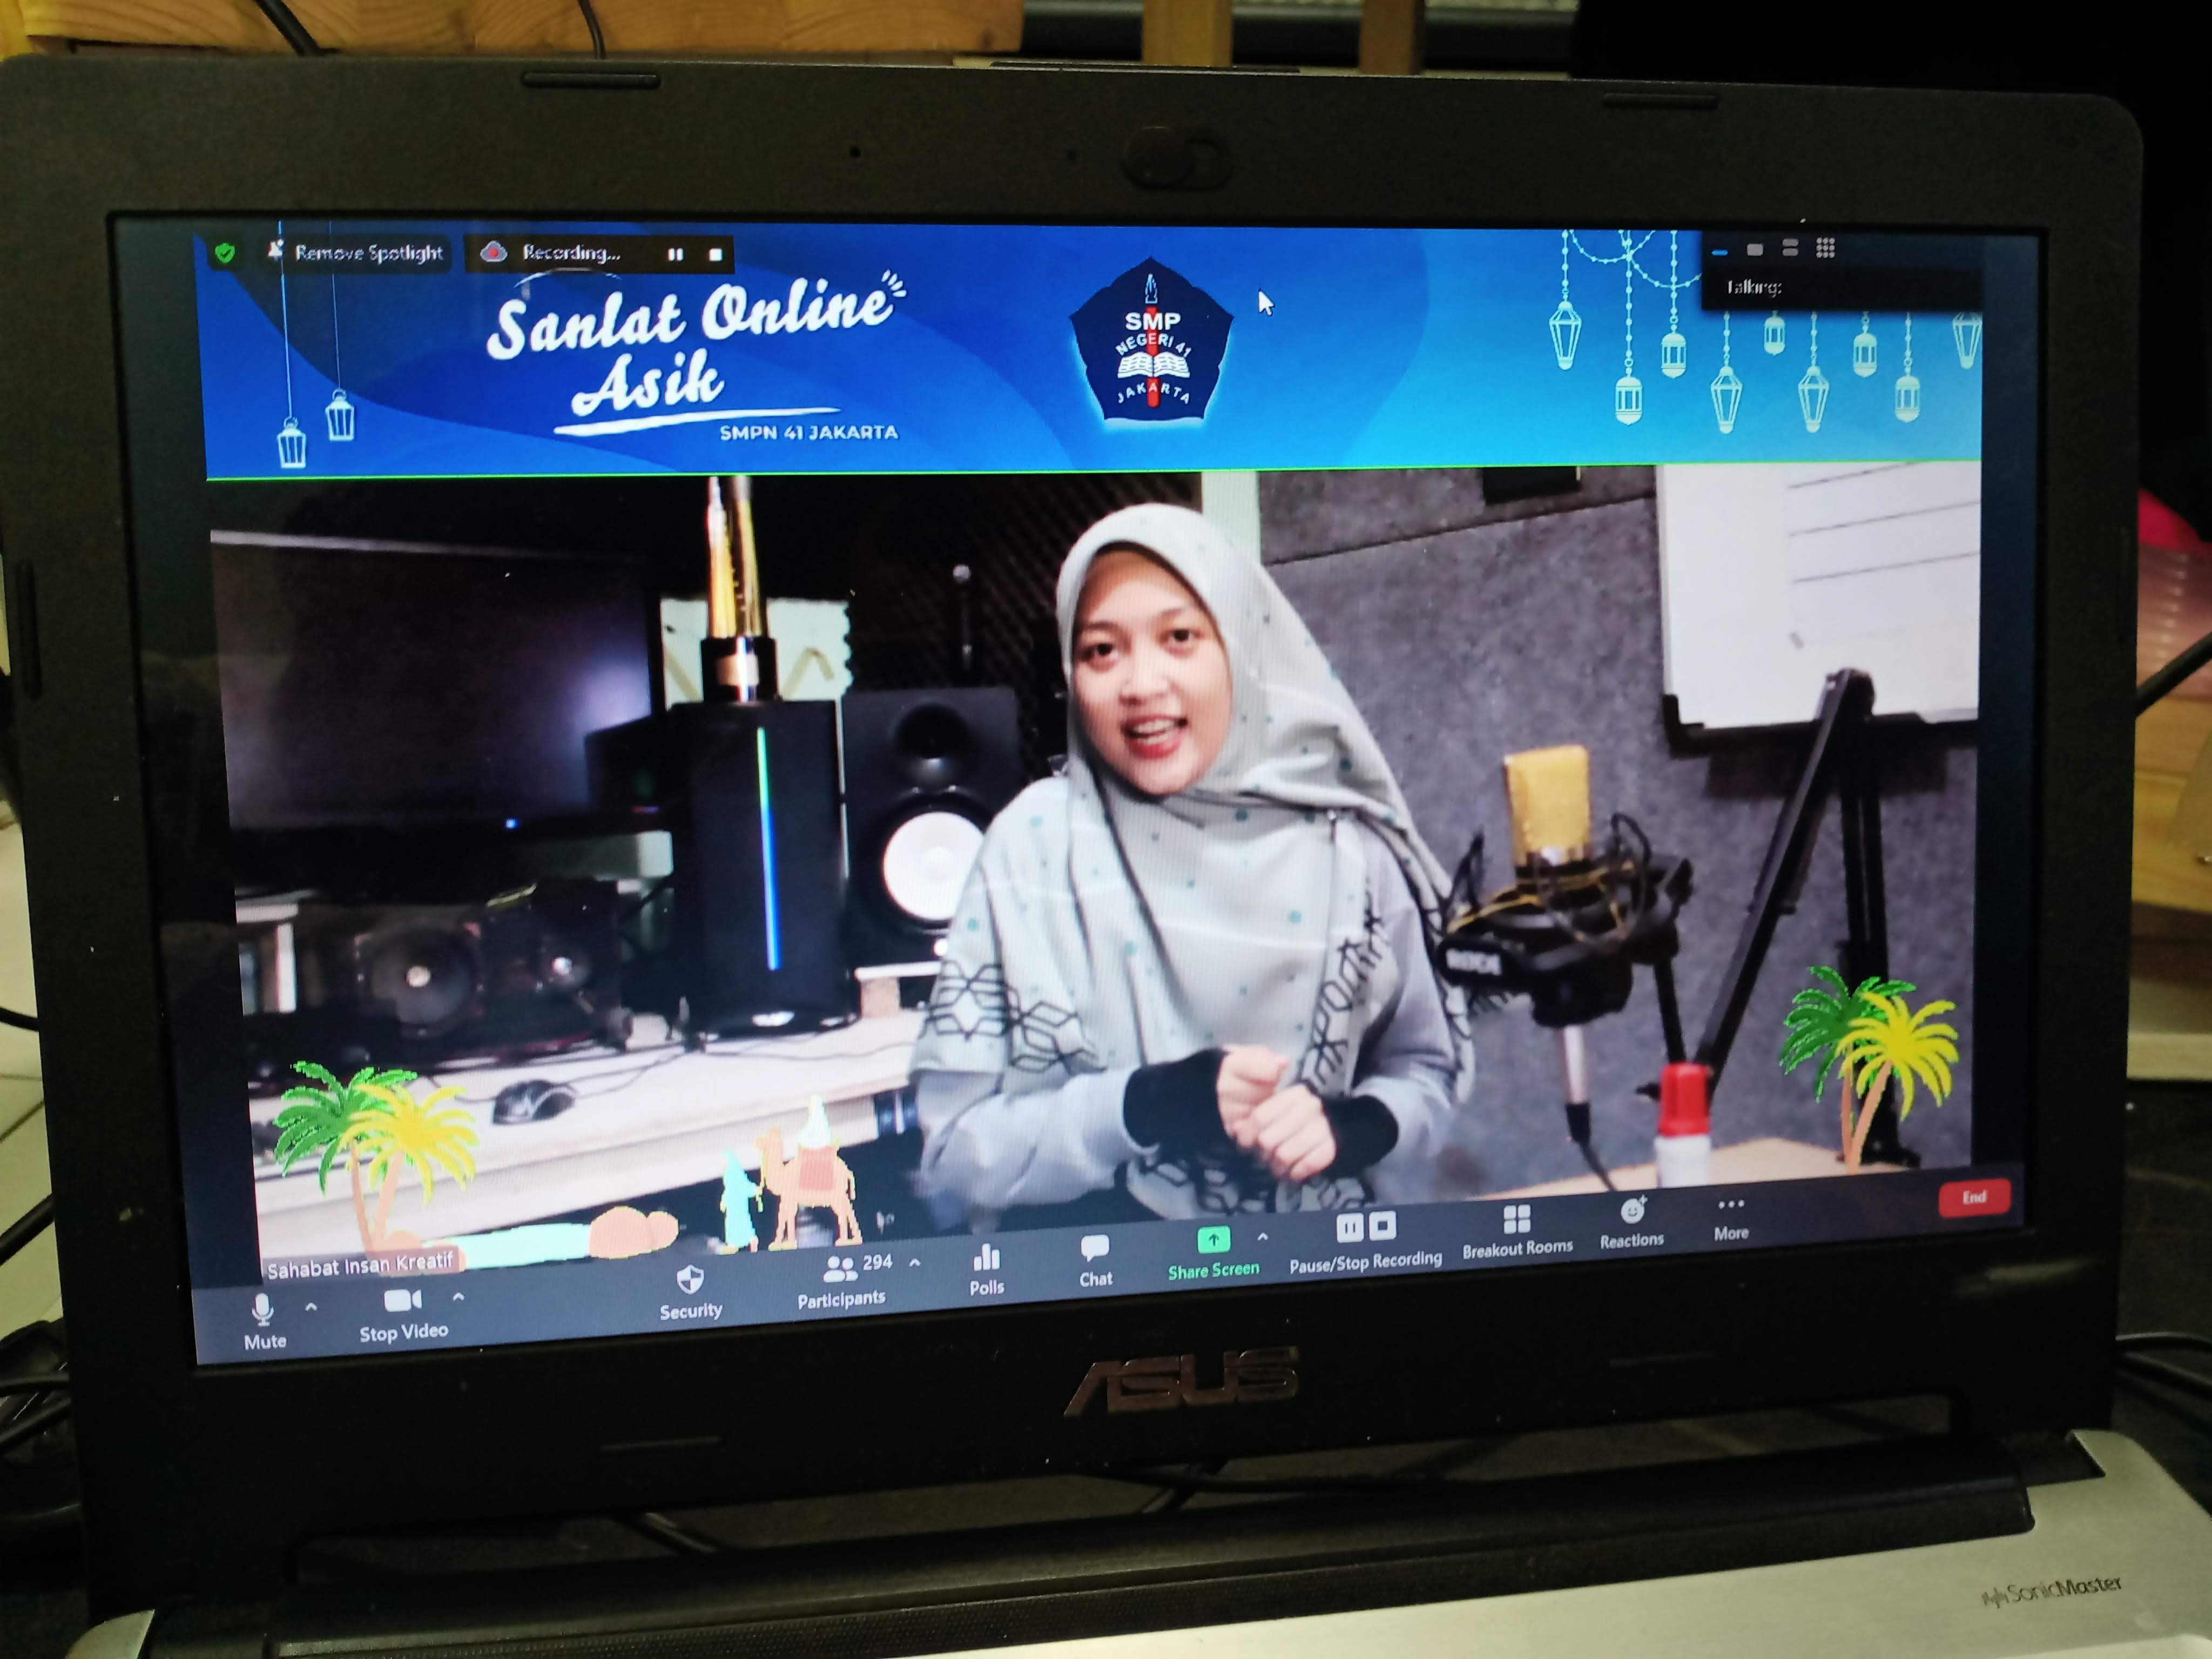 Remove Spotlight
Recording...
Talking:
Sanlat Online
Asik
SMPN 41 JAKARTA
SMP
NEGERI 41
JAKARTA
Sahabat Insan Kreatif
Mute
Stop Video
Security
294
Participants
Polls
Chat
Share Screen
Pause/Stop Recording
Breakout Rooms
Reactions
More
End
ASUS
SonicMaster